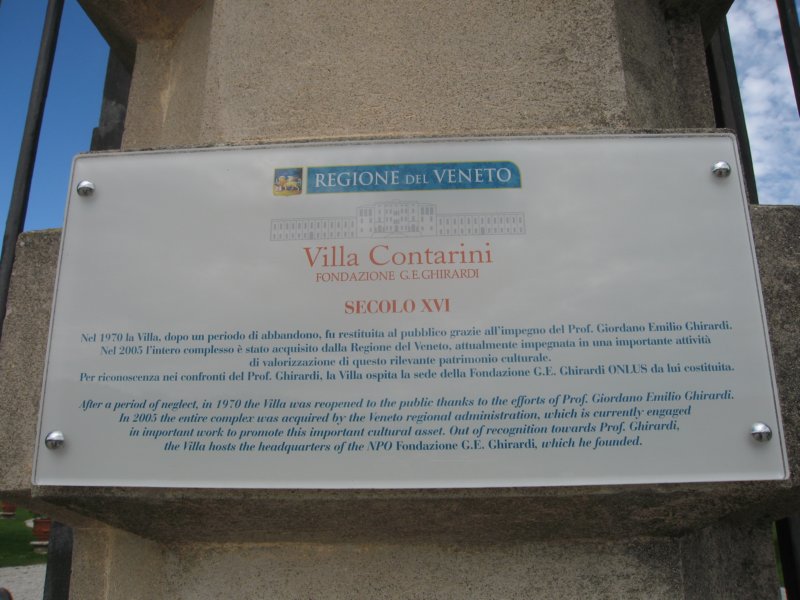 REGIONE DEL VENETO
Villa Contarini
FONDAZIONE G.E.GHIRARDI
SECOLO XVI
Nel 1970 la Villa, dopo un periodo di abbandono, fu restituita al pubblico grazie all'impegno del Prof. Giordano Emilio Ghirardi.
Nel 2005 l'intero complesso è stato acquisito dalla Regione del Veneto, attualmente impegnata in una importante attività
di valorizzazione di questo rilevante patrimonio culturale.
Per riconoscenza nei confronti del Prof. Ghirardi, la Villa ospita la sede della Fondazione G.E. Ghirardi ONLUS da lui costituita.
After a period of neglect, in 1970 the Villa was reopened to the public thanks to the efforts of Prof. Giordano Emilio Ghirardi.
In 2005 the entire complex was acquired by the Veneto regional administration, which is currently engaged
in important work to promote this important cultural asset. Out of recognition towards Prof. Ghirardi,
the Villa hosts the headquarters of the NPO Fondazione G.E. Ghirardi, which he founded.